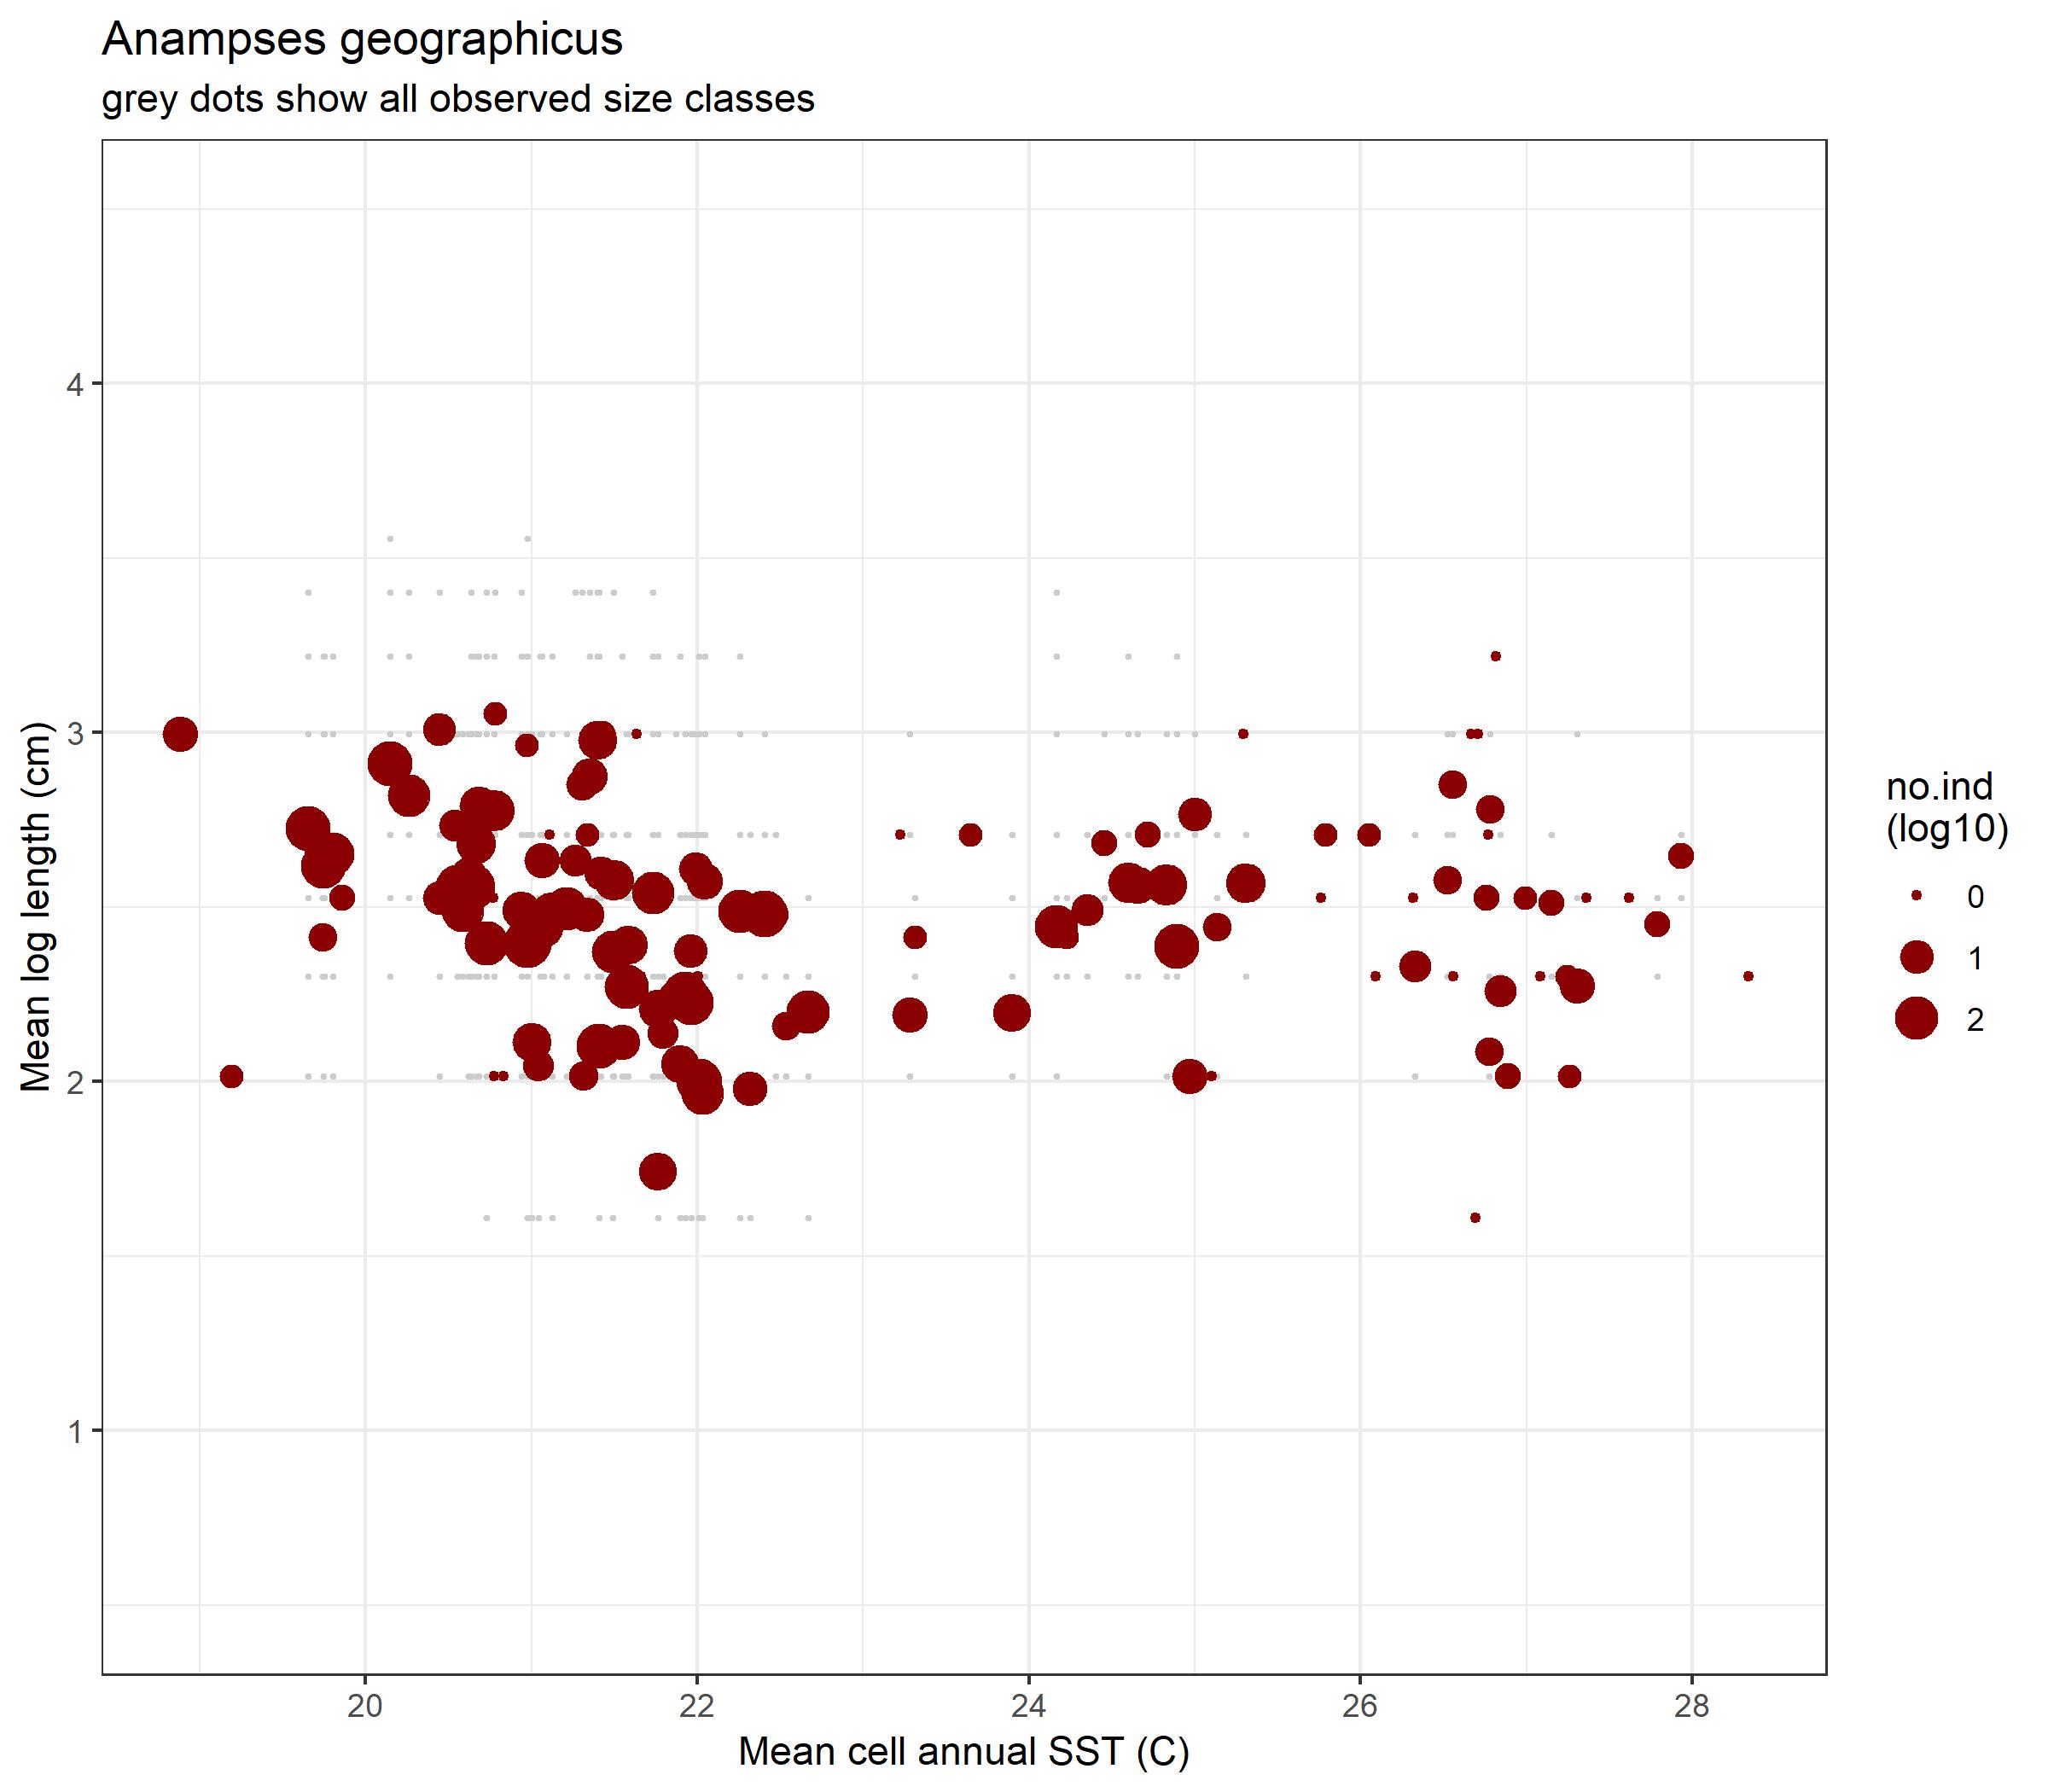 Anampses geographicus
grey dots show all observed size classes
Mean log length (cm)
4
3
2
1
20 22 24 26 28
Mean cell annual SST (C)
no.ind
(log10)
0
1
2